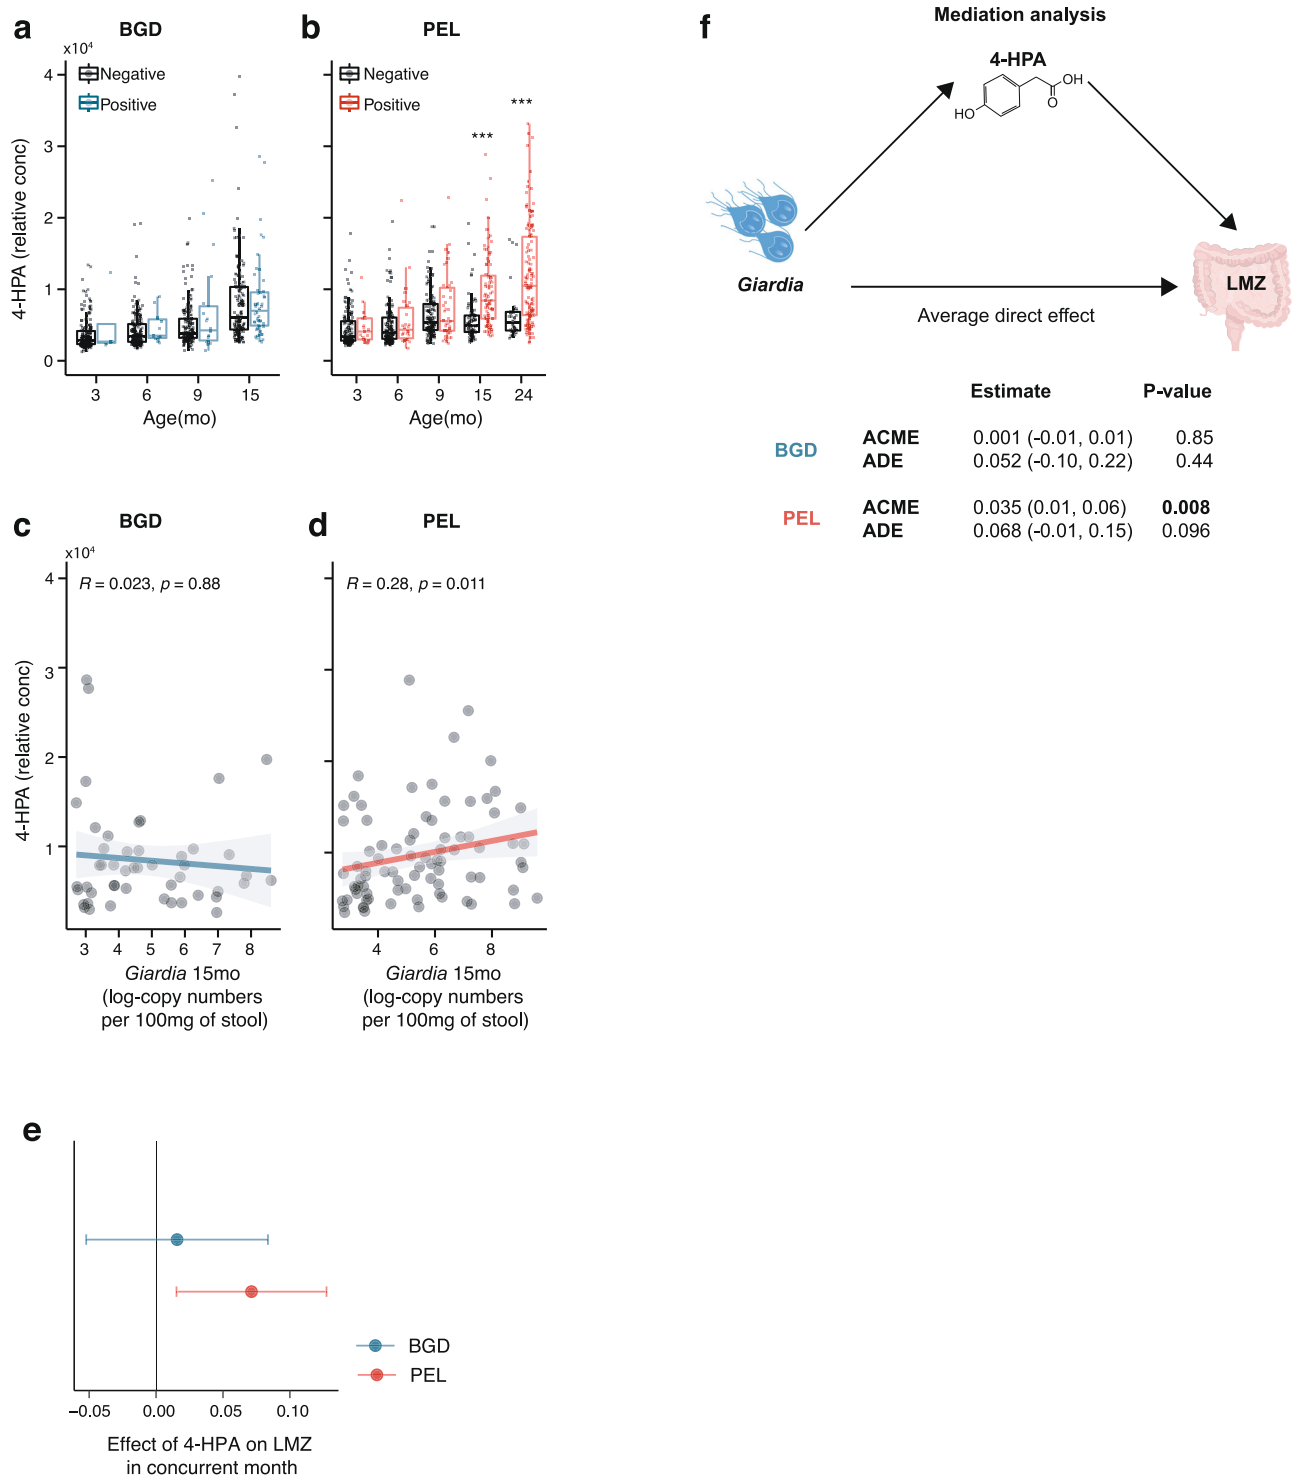 a
BGD
x10⁴
Negative
Positive
4-HPA (relative conc)
4
3
2
1
0
3
6
9
15
Age(mo)
b
PEL
Negative
Positive
***
***
3
6
9
15
24
Age(mo)
c
BGD
x10⁴
R = 0.023, p = 0.88
4-HPA (relative conc)
4
3
2
1
3
4
5
6
7
8
Giardia 15mo
(log-copy numbers
per 100mg of stool)
d
PEL
R = 0.28, p = 0.011
4
6
8
Giardia 15mo
(log-copy numbers
per 100mg of stool)
e
−0.05
0.00
0.05
0.10
Effect of 4-HPA on LMZ
in concurrent month
BGD
PEL
f
Mediation analysis
4-HPA
OH
O
HO
Giardia
LMZ
Average direct effect
Estimate P-value
BGD
ACME 0.001 (-0.01, 0.01) 0.85
ADE 0.052 (-0.10, 0.22) 0.44
PEL
ACME 0.035 (0.01, 0.06) 0.008
ADE 0.068 (-0.01, 0.15) 0.096